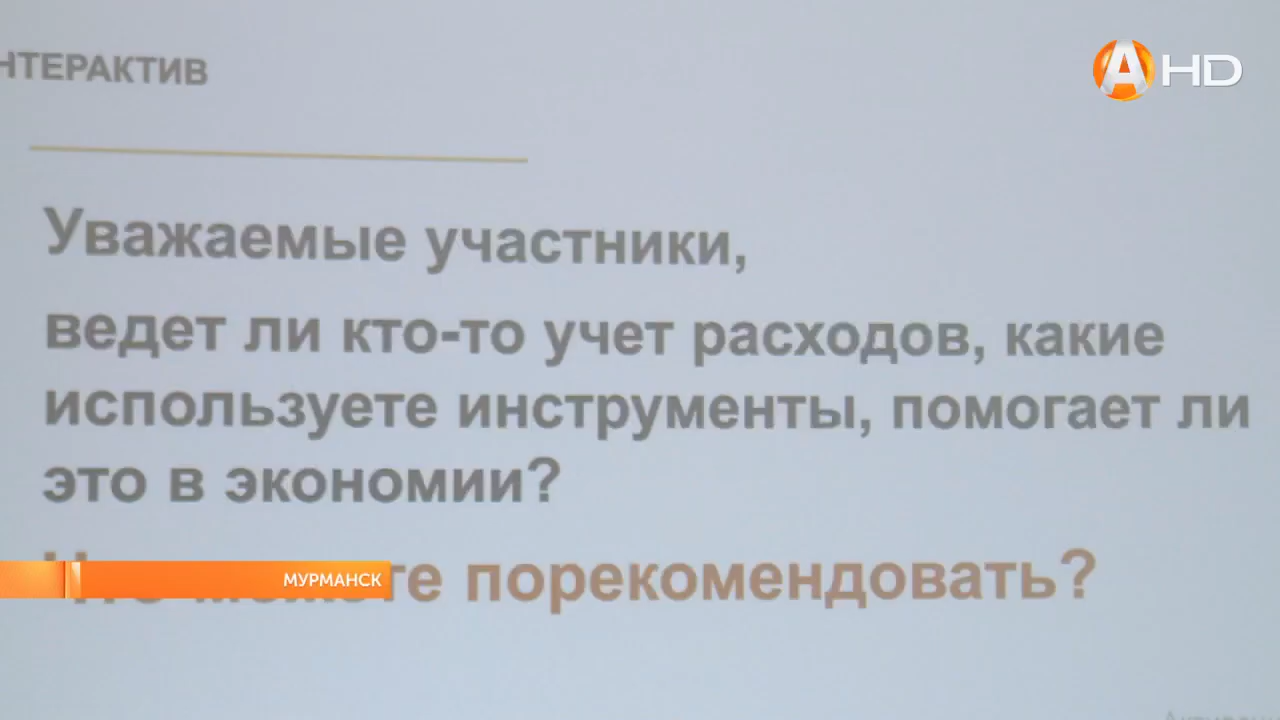 НТЕРАКТИВ
А HD
Уважаемые участники,
ведет ли кто-то учет расходов, какие
используете инструменты, помогает ли
это в экономии?
порекомендовать?
МУРМАНСК